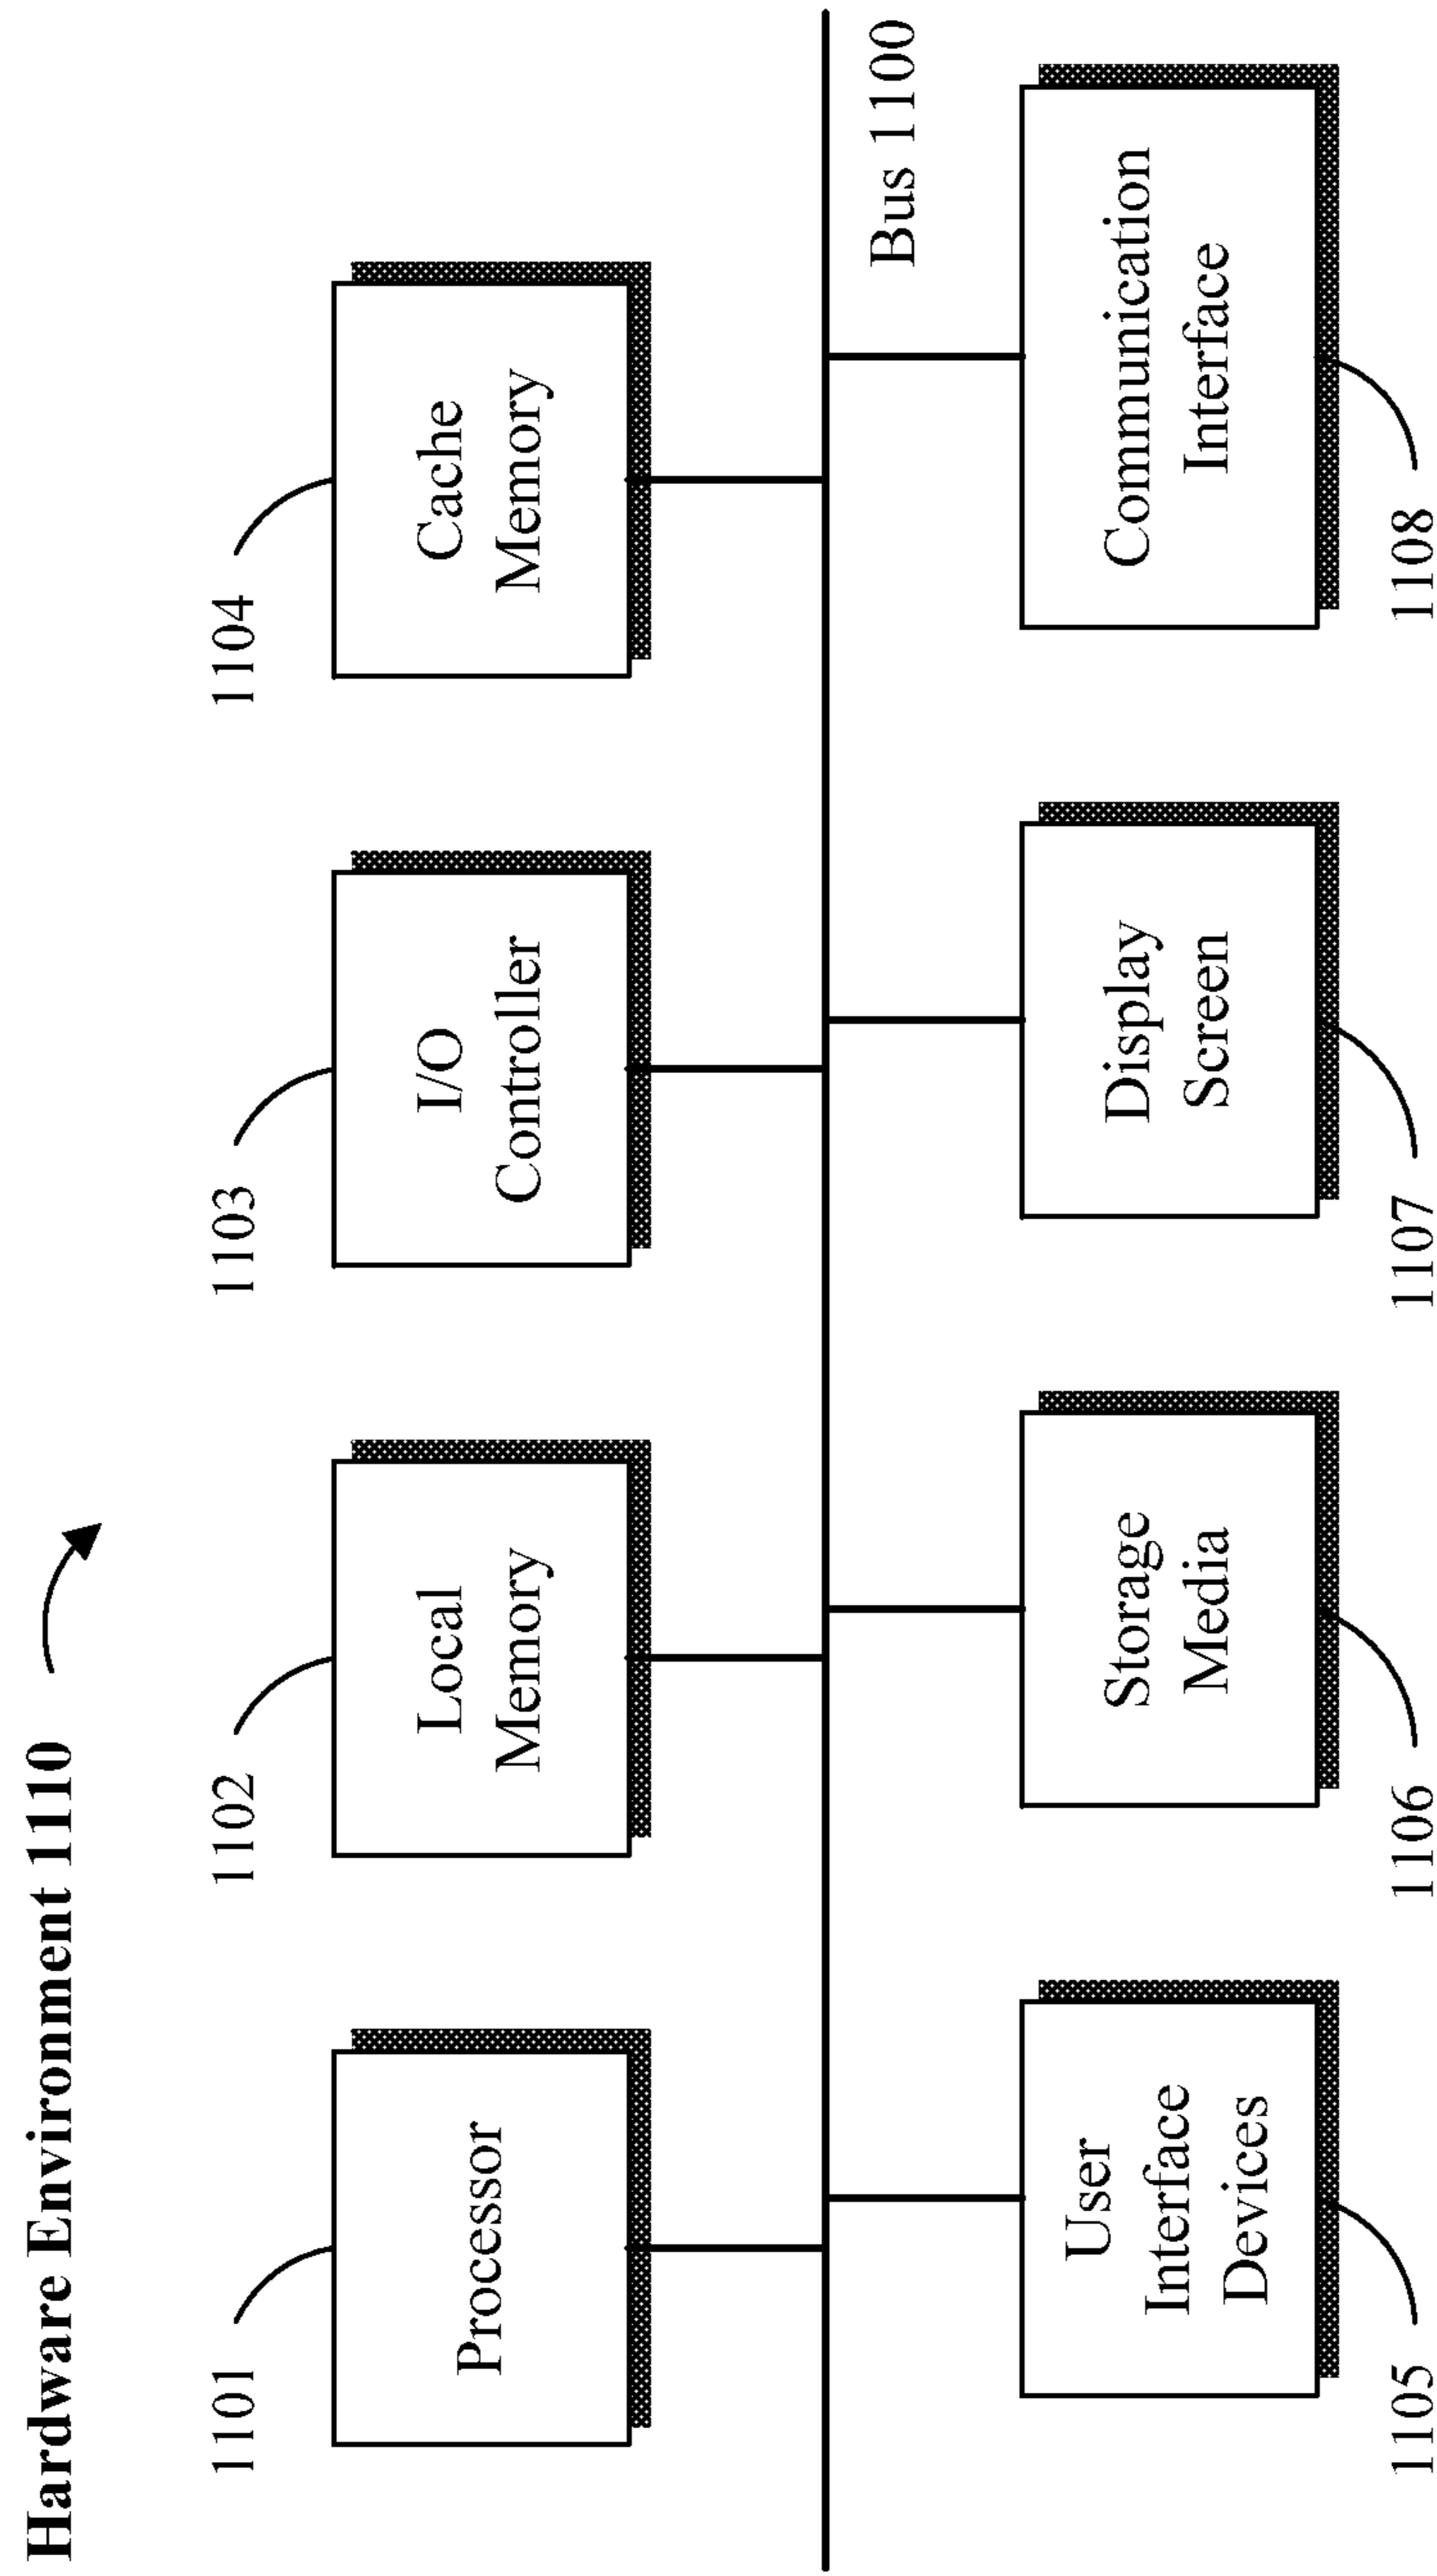 Hardware Environment 1110
1101
Processor
1102
Local
Memory
1103
I/O
Controller
1104
Cache
Memory
Bus 1100
User
Interface
Devices
1105
Storage
Media
1106
Display
Screen
1107
Communication
Interface
1108